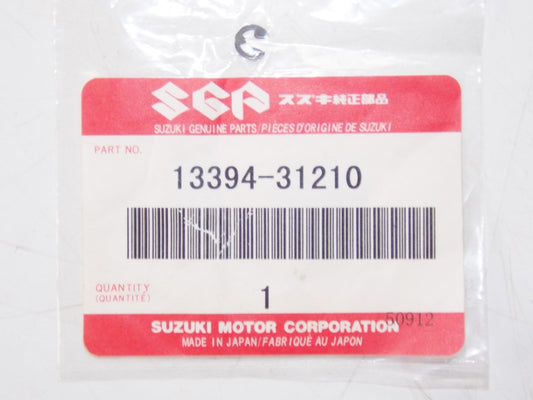 SGP スズキ純正部品
SUZUKI GENUINE PARTS/PIÈCES D'ORIGINE DE SUZUKI
PART NO.
13394-31210
QUANTITY
(QUANTITÉ)
1
50912
SUZUKI MOTOR CORPORATION
MADE IN JAPAN/FABRIQUÉ AU JAPON